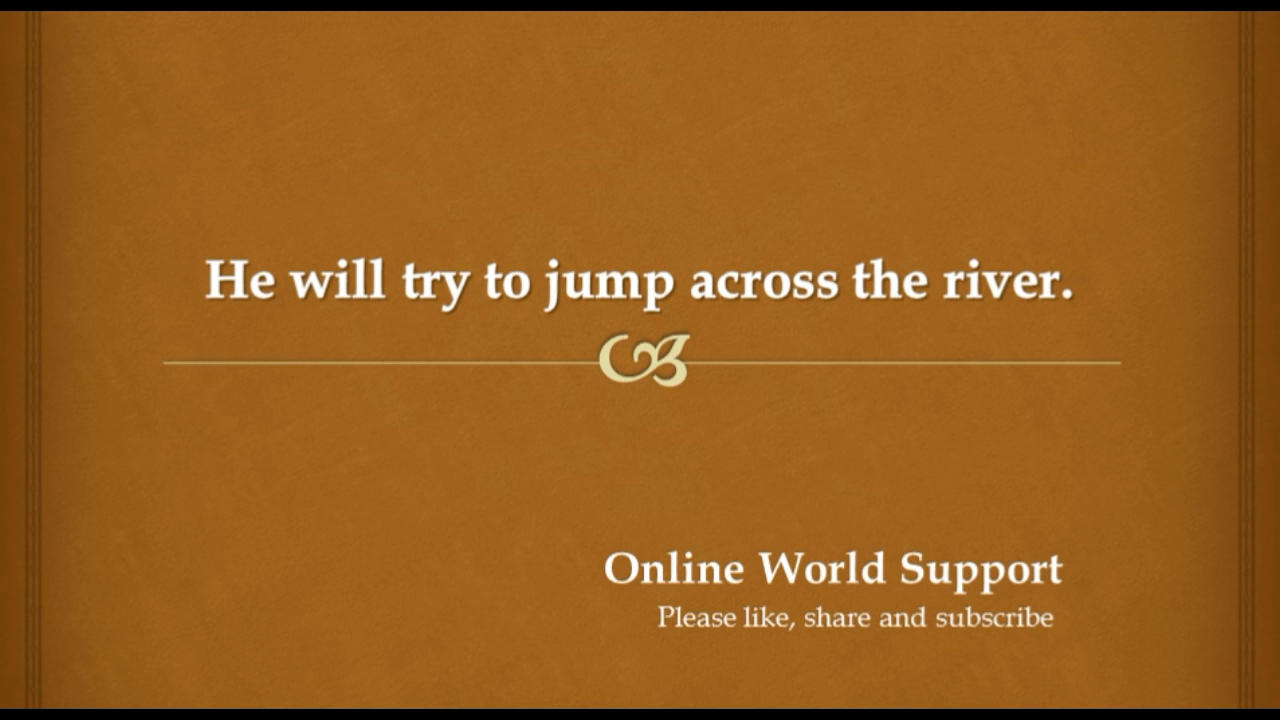 He will try to jump across the river.
Online World Support
Please like, share and subscribe